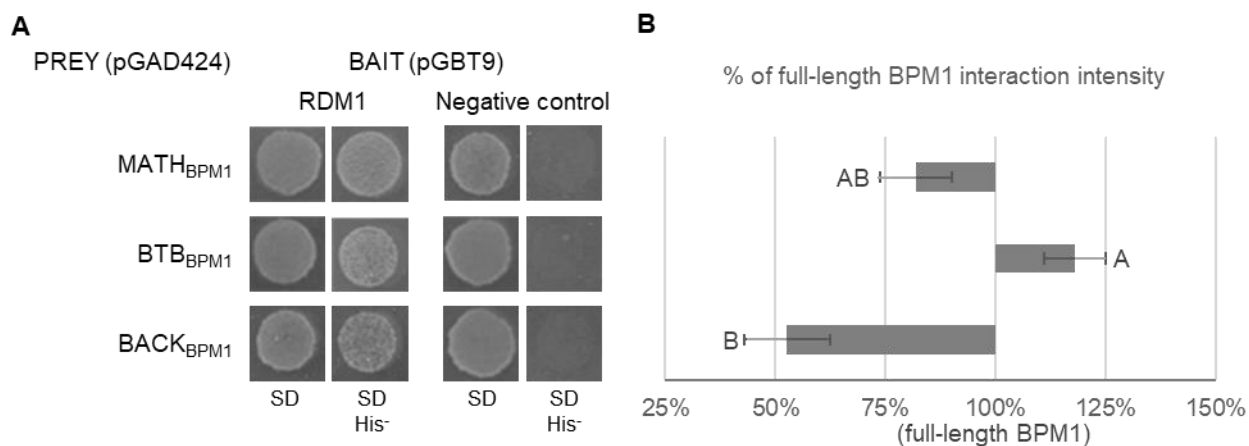 A
PREY (pGAD424) BAIT (pGBT9)
RDM1 Negative control
MATHBPM1
BTBBPM1
BACKBPM1
SD SD His- SD SD His-
B
% of full-length BPM1 interaction intensity
AB
A
B
25% 50% 75% 100% 125% 150%
(full-length BPM1)